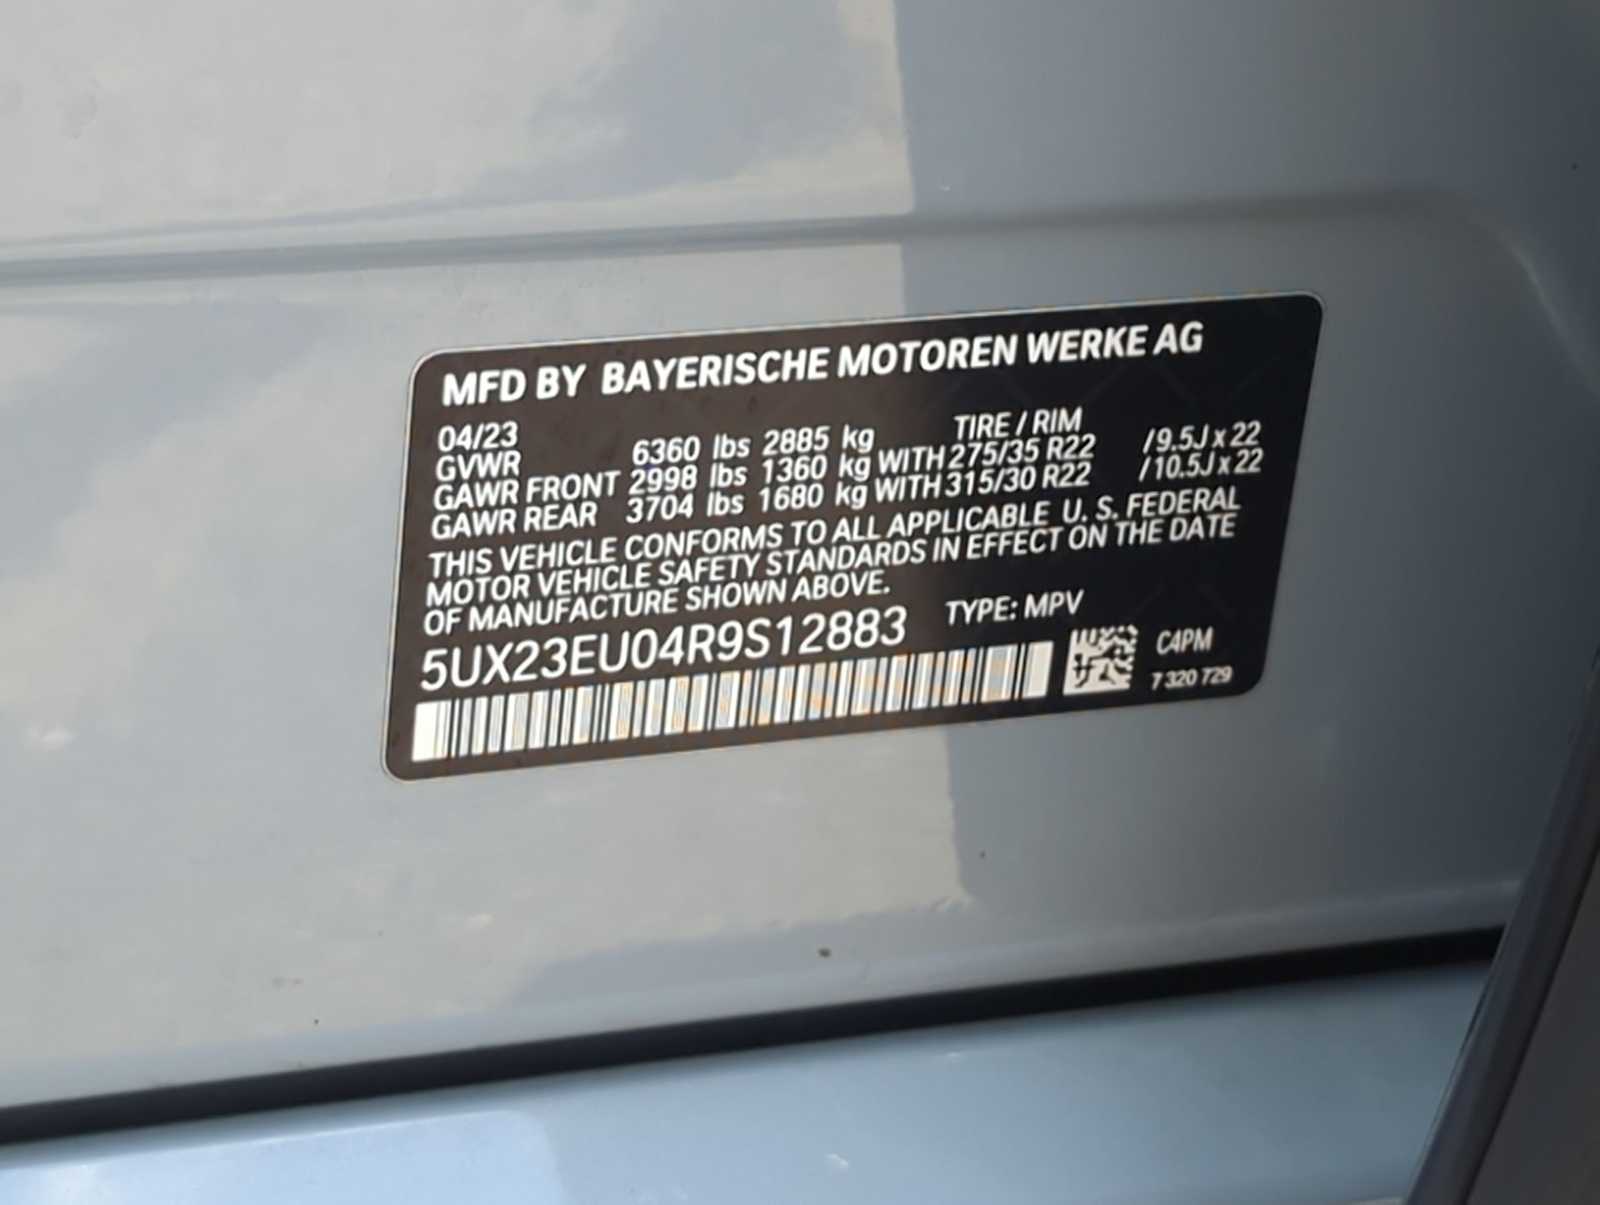 MFD BY BAYERISCHE MOTOREN WERKE AG
04/23 TIRE / RIM
GVWR 6360 lbs 2885 kg
GAWR FRONT 2998 lbs 1360 kg WITH 275/35 R22 /9.5J x 22
GAWR REAR 3704 lbs 1680 kg WITH 315/30 R22 /10.5J x 22
THIS VEHICLE CONFORMS TO ALL APPLICABLE U. S. FEDERAL
MOTOR VEHICLE SAFETY STANDARDS IN EFFECT ON THE DATE
OF MANUFACTURE SHOWN ABOVE.
5UX23EU04R9S12883 TYPE: MPV
C4PM
7 320 729